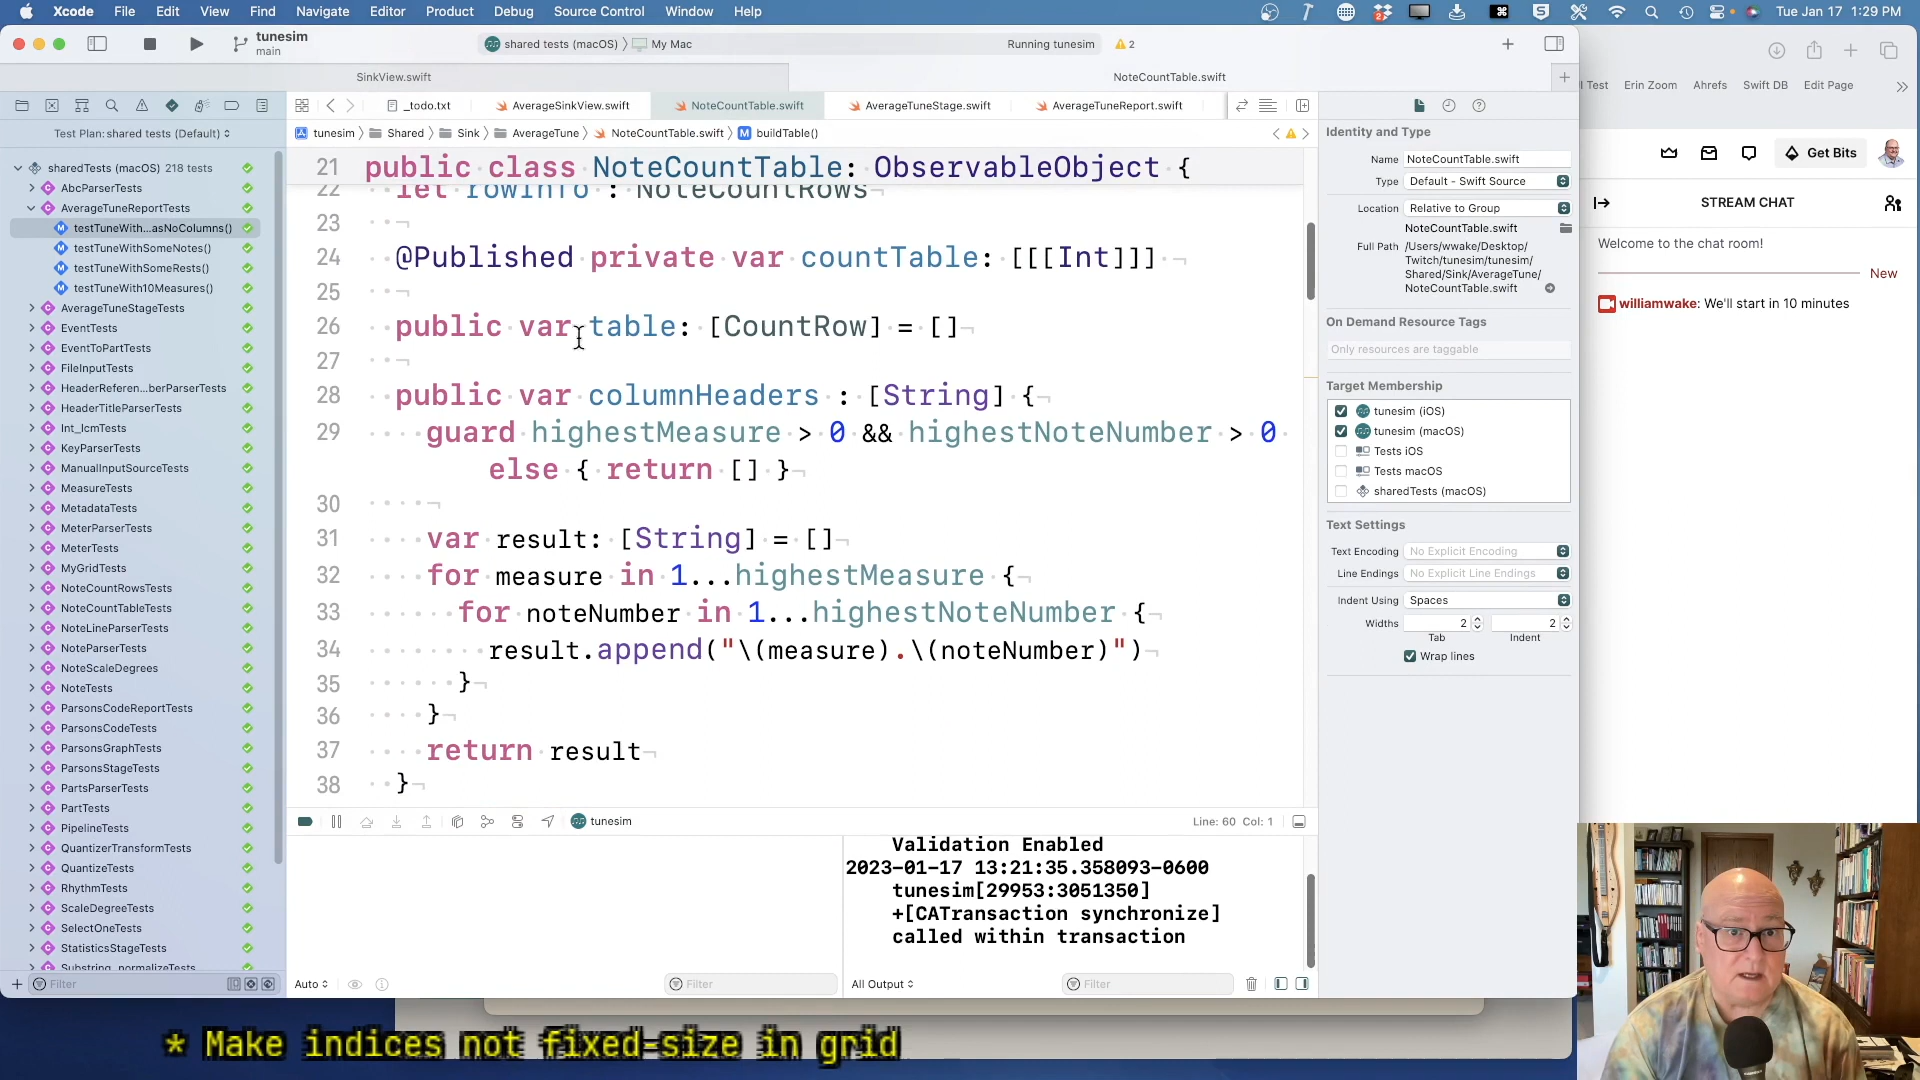 Xcode File Edit View Find Navigate Editor Product Debug Source Control Window Help
Tue Jan 17 1:29 PM
tunesim
main
shared tests (macOS) My Mac
Running tunesim
2
SinkView.swift
NoteCountTable.swift
_todo.txt
AverageSinkView.swift
NoteCountTable.swift
AverageTuneStage.swift
AverageTuneReport.swift
Test Plan:shared tests (Default)
tunesim Shared Sink AverageTune NoteCountTable.swift buildTable()
sharedTests (macOS) 218 tests
AbcParserTests
AverageTuneReportTests
testTuneWith...asNoColumns()
testTuneWithSomeNotes()
testTuneWithSomeRests()
testTuneWith10Measures()
AverageTuneStageTests
EventTests
EventToPartTests
FileInputTests
HeaderReferen...berParserTests
HeaderTitleParserTests
Int_lcmTests
KeyParserTests
ManualInputSourceTests
MeasureTests
MetadataTests
MeterParserTests
MeterTests
MyGridTests
NoteCountRowsTests
NoteCountTableTests
NoteLineParserTests
NoteParserTests
NoteScaleDegrees
NoteTests
ParsonsCodeReportTests
ParsonsCodeTests
ParsonsGraphTests
ParsonsStageTests
PartsParserTests
PartTests
PipelineTests
QuantizerTransformTests
QuantizeTests
RhythmTests
ScaleDegreeTests
SelectOneTests
StatisticsStageTests
Substring_normalizeTests
Filter
21 public class NoteCountTable: ObservableObject {
22 let rowInfo : NoteCountRows
23
24 @Published private var countTable: [[[Int]]]
25
26 public var table: [CountRow] = []
27
28 public var columnHeaders : [String] {
29 guard highestMeasure > 0 && highestNoteNumber > 0
else { return [] }
30
31 var result: [String] = []
32 for measure in 1...highestMeasure {
33 for noteNumber in 1...highestNoteNumber {
34 result.append("\(measure).\(noteNumber)")
35 }
36 }
37 return result
38 }
tunesim
Line: 60 Col: 1
Validation Enabled
2023-01-17 13:21:35.358093-0600
tunesim[29953:3051350]
+[CATransaction synchronize]
called within transaction
Auto
Filter
All Output
Filter
Identity and Type
Name NoteCountTable.swift
Type Default - Swift Source
Location Relative to Group
NoteCountTable.swift
Full Path /Users/wwake/Desktop/
Twitch/tunesim/tunesim/
Shared/Sink/AverageTune/
NoteCountTable.swift
On Demand Resource Tags
Only resources are taggable
Target Membership
tunesim (iOS)
tunesim (macOS)
Tests iOS
Tests macOS
sharedTests (macOS)
Text Settings
Text Encoding No Explicit Encoding
Line Endings No Explicit Line Endings
Indent Using Spaces
Widths 2 2
Tab Indent
Wrap lines
l Test Erin Zoom Ahrefs Swift DB Edit Page
Get Bits
STREAM CHAT
Welcome to the chat room!
New
williamwake: We'll start in 10 minutes
* Make indices not fixed-size in grid